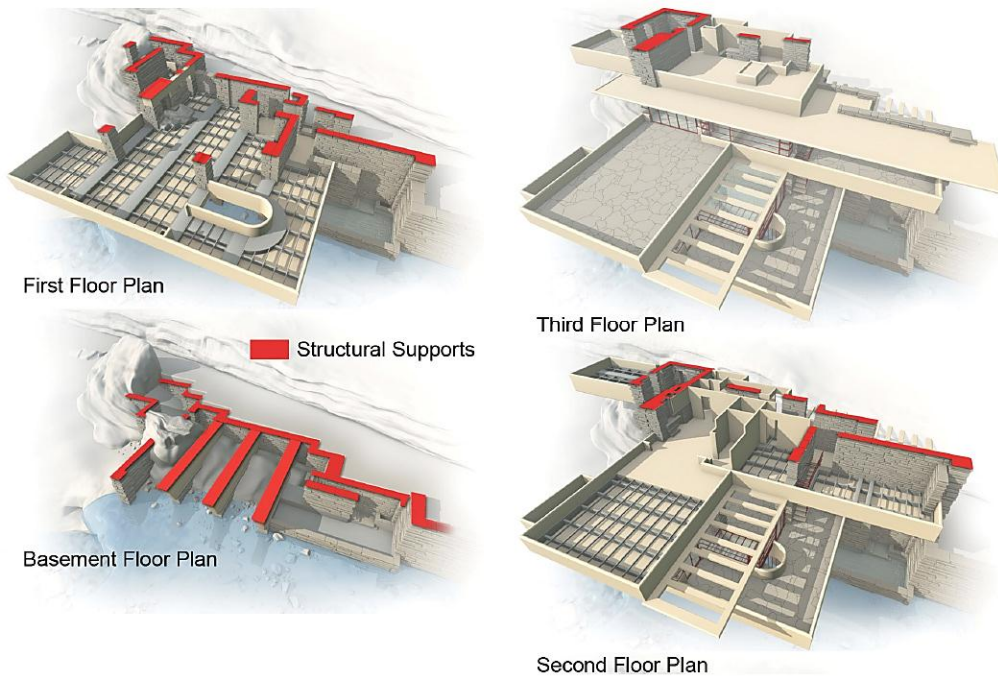 First Floor Plan
Third Floor Plan
Structural Supports
Basement Floor Plan
Second Floor Plan